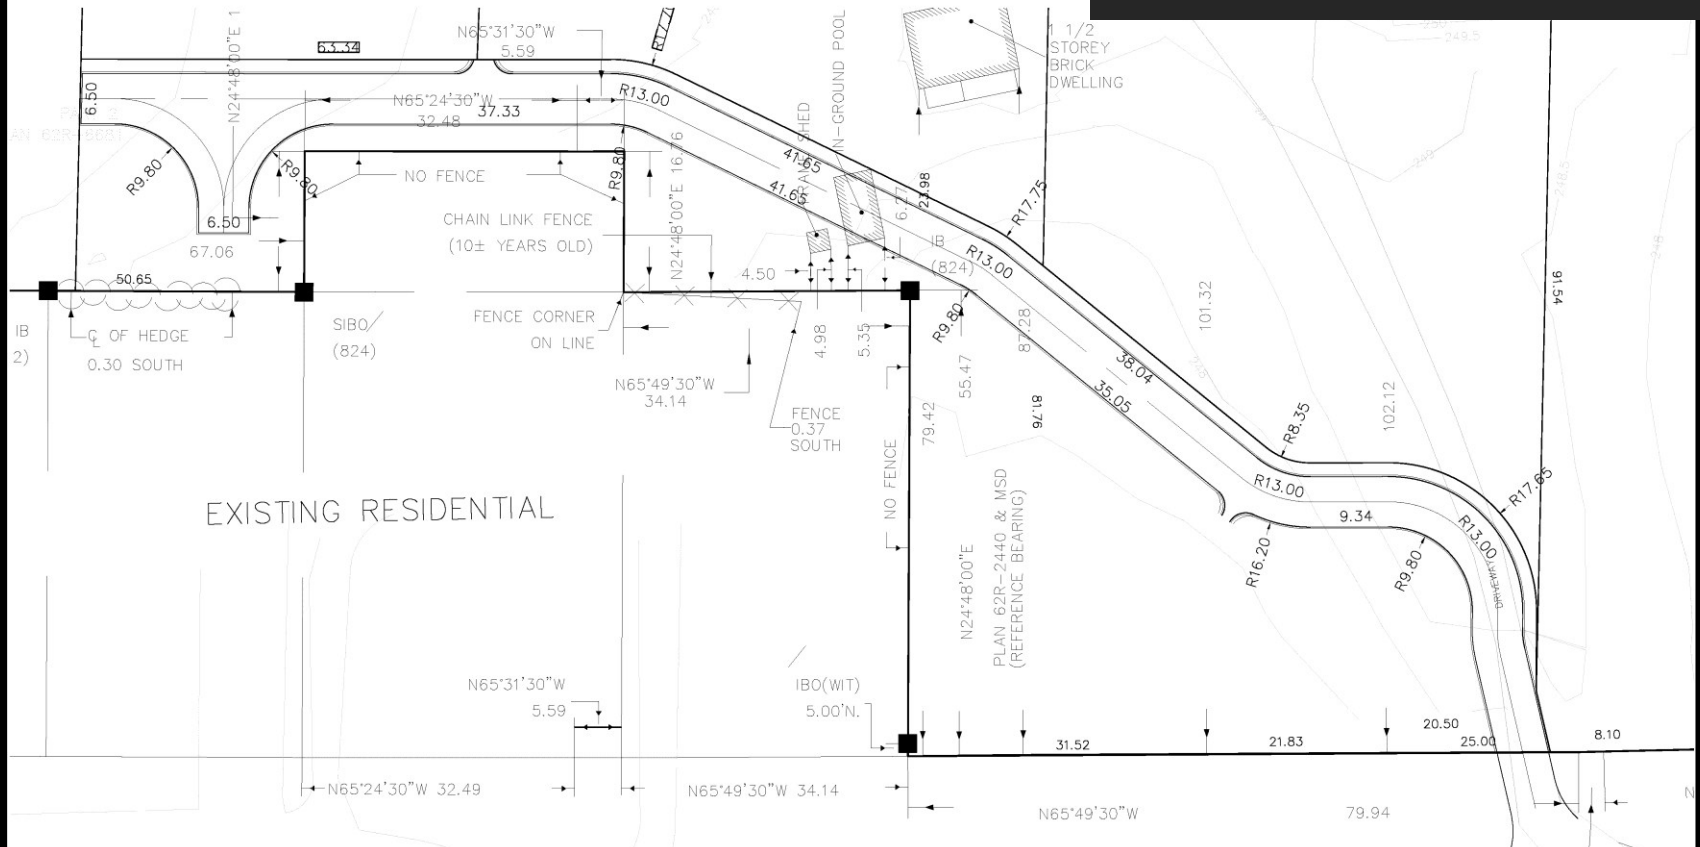 N24°48'00"E 1
63.34
N65°31'30"W
5.59
1 1/2
STOREY
BRICK
DWELLING
249.5
6.50
N65°24'30"W
37.33
32.48
R13.00
IN-GROUND POOL
SHED
249
248.5
R9.80
R9.80
NO FENCE
R9.80
N24°48'00"E 16.76
41.65
41.65
6.27
23.98
R17.75
6.50
67.06
CHAIN LINK FENCE
(10± YEARS OLD)
IB
(824)
R13.00
248
50.65
4.50
101.32
91.54
IB
2)
℄ OF HEDGE
0.30 SOUTH
SIBO
(824)
FENCE CORNER
ON LINE
4.98
5.35
R9.80
87.28
N65°49'30"W
34.14
55.47
38.04
35.05
FENCE
0.37
SOUTH
79.42
81.76
102.12
R8.35
NO FENCE
R13.00
R17.65
EXISTING RESIDENTIAL
9.34
R13.00
R16.20
R9.80
DRIVEWAY
N24°48'00"E
PLAN 62R-2440 & MSD
(REFERENCE BEARING)
N65°31'30"W
5.59
IBO(WIT)
5.00'N.
31.52
21.83
20.50
25.00
8.10
N65°24'30"W 32.49
N65°49'30"W 34.14
N65°49'30"W
79.94
N